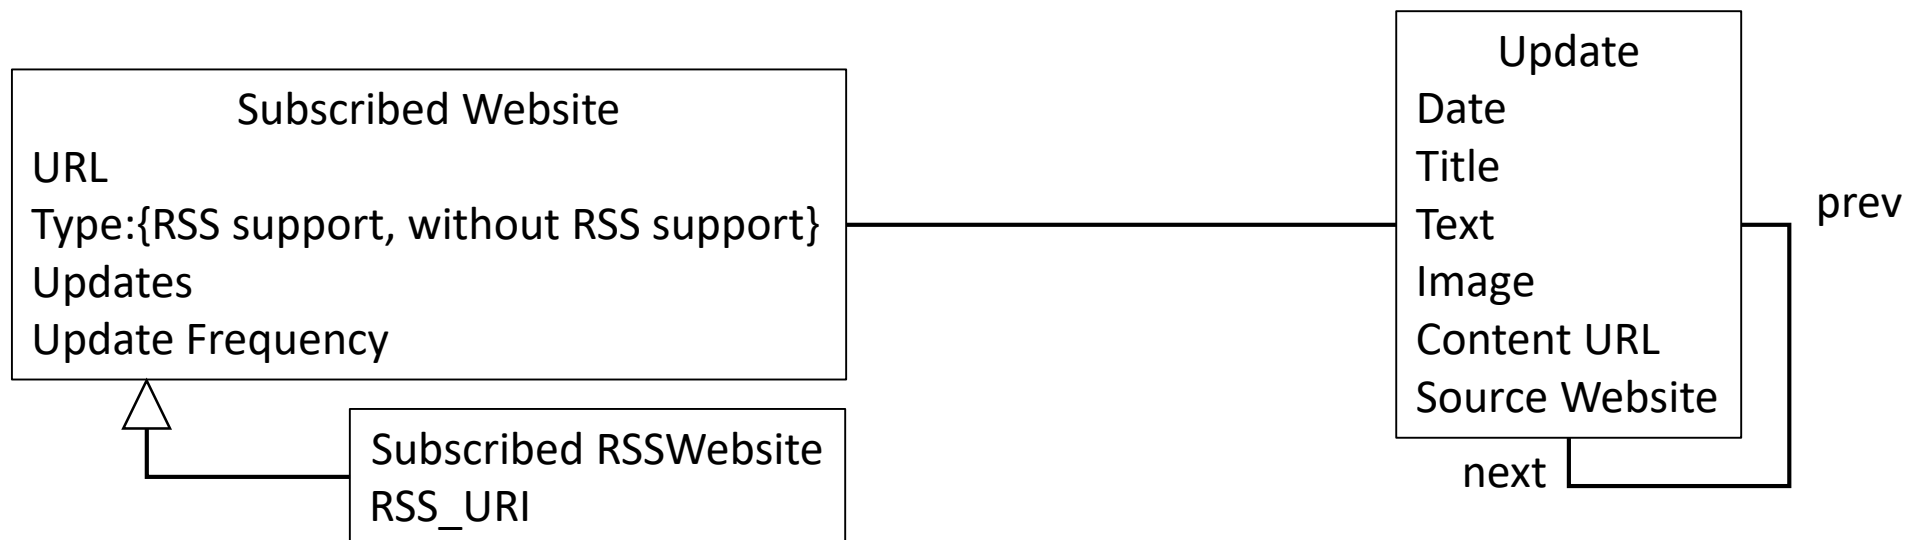 Subscribed Website
URL
Type:{RSS support, without RSS support}
Updates
Update Frequency
Subscribed RSSWebsite
RSS_URI
Update
Date
Title
Text
Image
Content URL
Source Website
prev
next